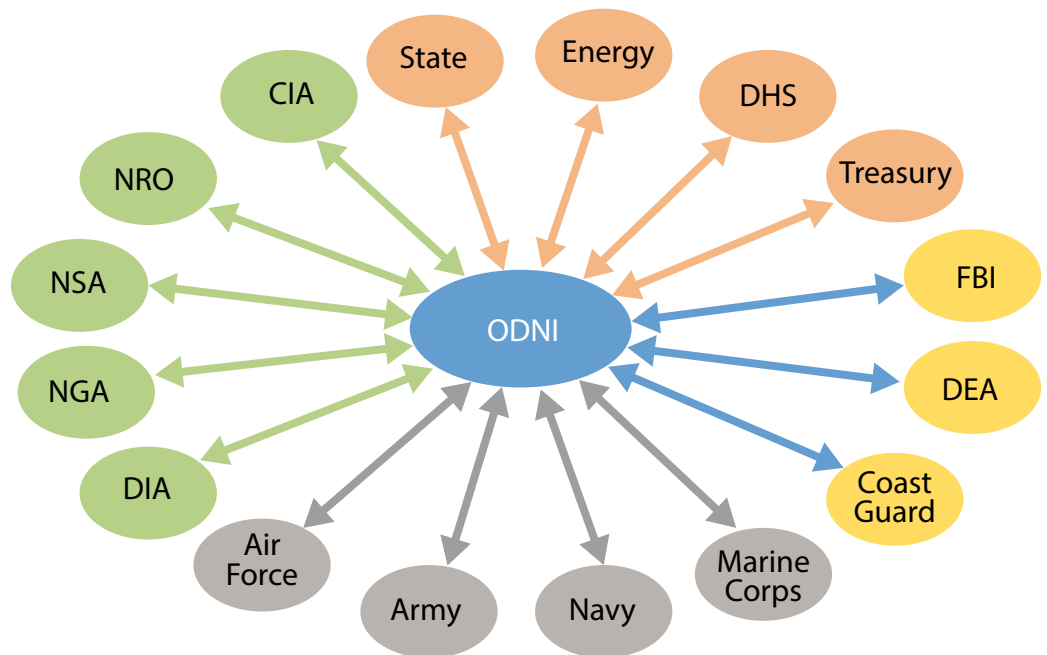 State
Energy
CIA
DHS
NRO
Treasury
NSA
FBI
ODNI
NGA
DEA
DIA
Coast
Guard
Air
Force
Marine
Corps
Army
Navy